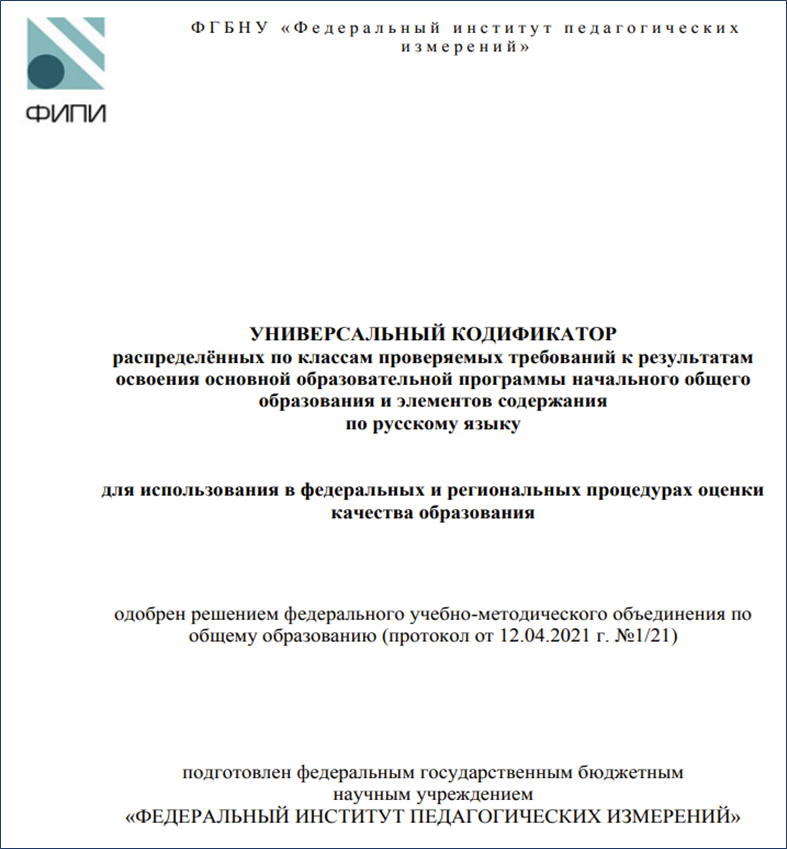 ФГБНУ «Федеральный институт педагогических
измерений»
ФИПИ
УНИВЕРСАЛЬНЫЙ КОДИФИКАТОР
распределённых по классам проверяемых требований к результатам
освоения основной образовательной программы начального общего
образования и элементов содержания
по русскому языку
для использования в федеральных и региональных процедурах оценки
качества образования
одобрен решением федерального учебно-методического объединения по
общему образованию (протокол от 12.04.2021 г. №1/21)
подготовлен федеральным государственным бюджетным
научным учреждением
«ФЕДЕРАЛЬНЫЙ ИНСТИТУТ ПЕДАГОГИЧЕСКИХ ИЗМЕРЕНИЙ»